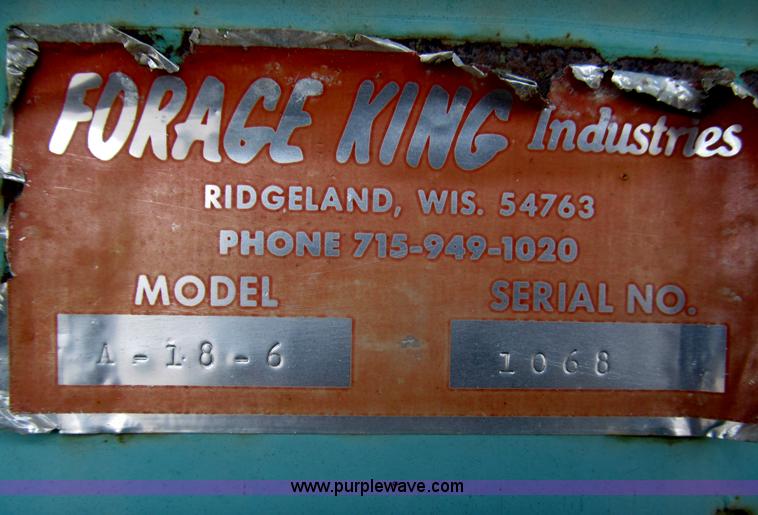 FORAGE KING Industries
RIDGELAND, WIS. 54763
PHONE 715-949-1020
MODEL SERIAL NO.
A-18-6 1068
www.purplewave.com